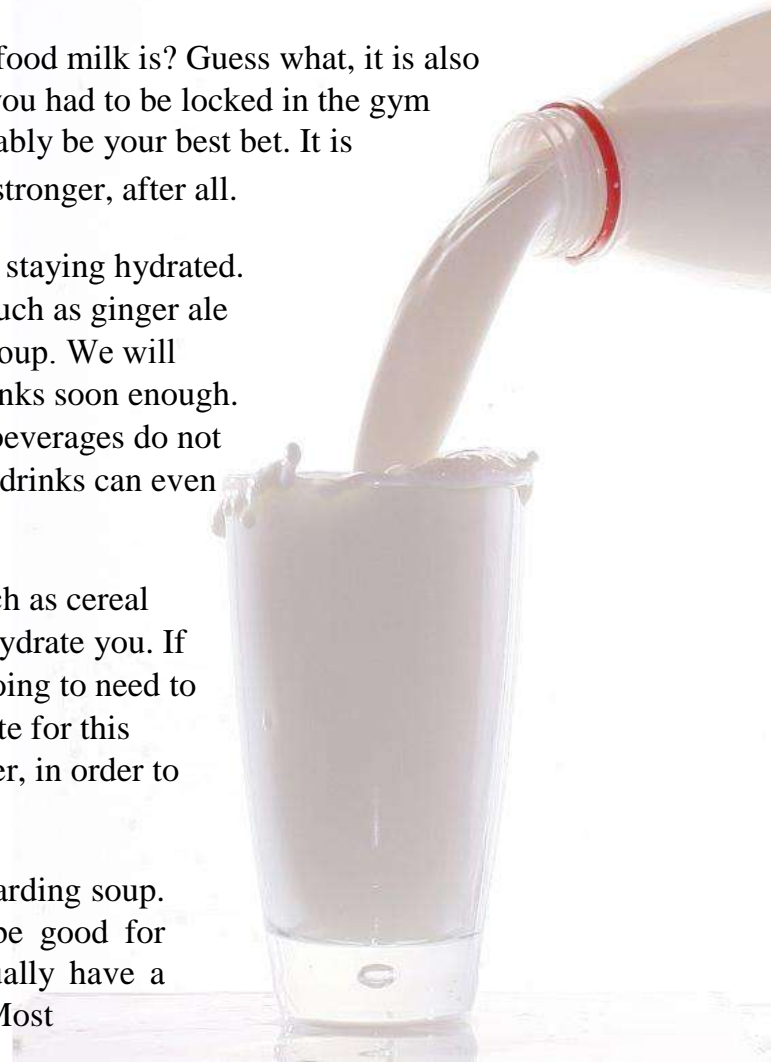 food milk is? Guess what, it is also
you had to be locked in the gym
ably be your best bet. It is
stronger, after all.
staying hydrated.
uch as ginger ale
oup. We will
nks soon enough.
beverages do not
drinks can even
ch as cereal
ydrate you. If
oing to need to
te for this
er, in order to
arding soup.
be good for
ually have a
Most